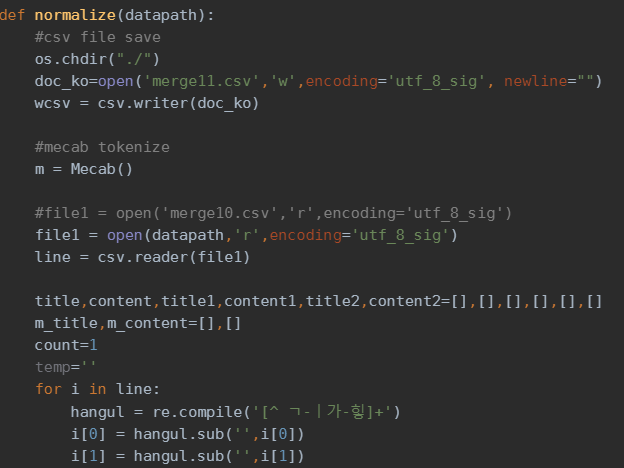 def normalize(datapath):
#csv file save
os.chdir("./")
doc_ko=open('merge11.csv','w',encoding='utf_8_sig', newline="")
wcsv = csv.writer(doc_ko)
#mecab tokenize
m = Mecab()
#file1 = open('merge10.csv','r',encoding='utf_8_sig')
file1 = open(datapath,'r',encoding='utf_8_sig')
line = csv.reader(file1)
title,content,title1,content1,title2,content2=[],[],[],[],[],[]
m_title,m_content=[],[]
count=1
temp=''
for i in line:
hangul = re.compile('[^ ㄱ-ㅣ가-힣]+')
i[0] = hangul.sub('',i[0])
i[1] = hangul.sub('',i[1])